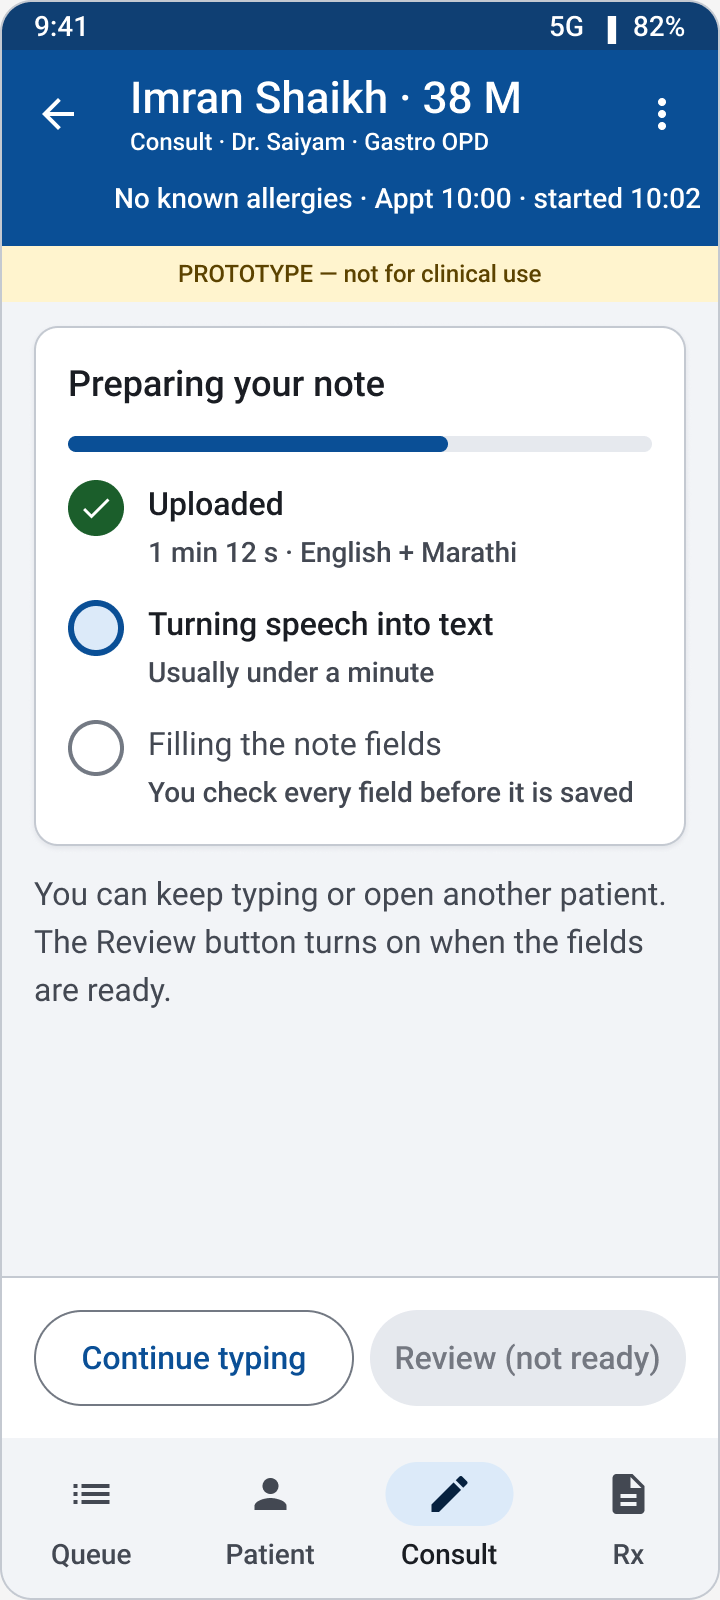 9:41 5G 82%
Imran Shaikh · 38 M
Consult · Dr. Saiyam · Gastro OPD
No known allergies · Appt 10:00 · started 10:02
PROTOTYPE — not for clinical use
Preparing your note
Uploaded
1 min 12 s · English + Marathi
Turning speech into text
Usually under a minute
Filling the note fields
You check every field before it is saved
You can keep typing or open another patient.
The Review button turns on when the fields
are ready.
Continue typing Review (not ready)
Queue Patient Consult Rx